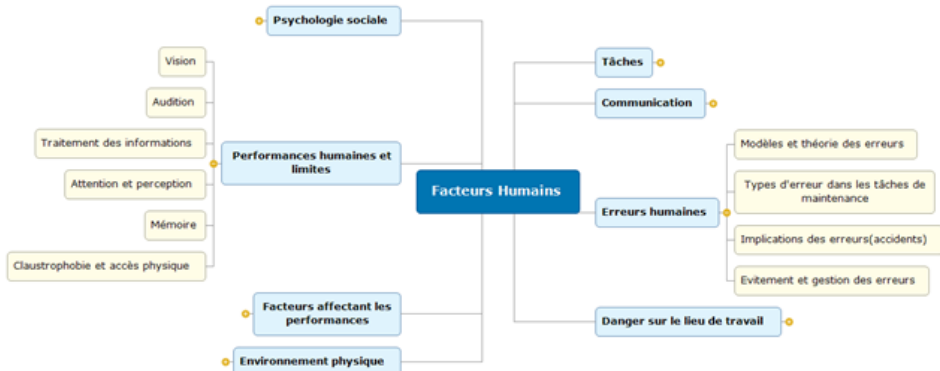 Psychologie sociale
Vision
Audition
Traitement des informations
Attention et perception
Mémoire
Claustrophobie et accès physique
Performances humaines et
limites
Facteurs affectant les
performances
Environnement physique
Facteurs Humains
Tâches
Communication
Erreurs humaines
Modèles et théorie des erreurs
Types d'erreur dans les tâches de
maintenance
Implications des erreurs(accidents)
Evitement et gestion des erreurs
Danger sur le lieu de travail